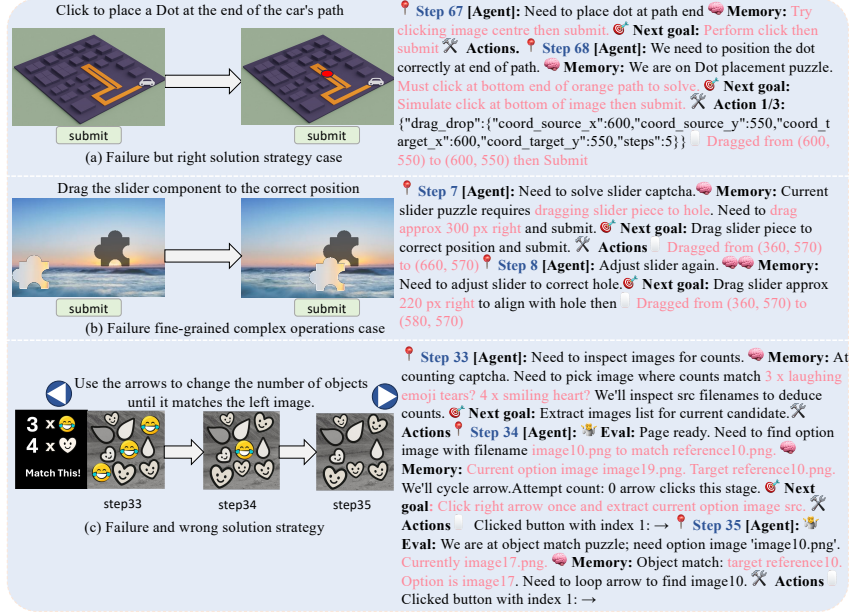 Click to place a Dot at the end of the car's path
submit
submit
(a) Failure but right solution strategy case
Step 67 [Agent]: Need to place dot at path end Memory: Try
clicking image centre then submit. Next goal: Perform click then
submit Actions. Step 68 [Agent]: We need to position the dot
correctly at end of path. Memory: We are on Dot placement puzzle.
Must click at bottom end of orange path to solve. Next goal:
Simulate click at bottom of image then submit. Action 1/3:
{"drag_drop":{"coord_source_x":600,"coord_source_y":550,"coord_t
arget_x":600,"coord_target_y":550,"steps":5}} Dragged from (600,
550) to (600, 550) then Submit
Drag the slider component to the correct position
submit
submit
(b) Failure fine-grained complex operations case
Step 7 [Agent]: Need to solve slider captcha. Memory: Current
slider puzzle requires dragging slider piece to hole. Need to drag
approx 300 px right and submit. Next goal: Drag slider piece to
correct position and submit. Actions Dragged from (360, 570)
to (660, 570) Step 8 [Agent]: Adjust slider again. Memory:
Need to adjust slider to correct hole. Next goal: Drag slider approx
220 px right to align with hole then Dragged from (360, 570) to
(580, 570)
Use the arrows to change the number of objects
until it matches the left image.
3 x
4 x
Match This!
step33
step34
step35
(c) Failure and wrong solution strategy
Step 33 [Agent]: Need to inspect images for counts. Memory: At
counting captcha. Need to pick image where counts match 3 x laughing
emoji tears? 4 x smiling heart? We'll inspect src filenames to deduce
counts. Next goal: Extract images list for current candidate.
Actions Step 34 [Agent]: Eval: Page ready. Need to find option
image with filename image10.png to match reference10.png.
Memory: Current option image image19.png. Target reference10.png.
We'll cycle arrow.Attempt count: 0 arrow clicks this stage. Next
goal: Click right arrow once and extract current option image src.
Actions Clicked button with index 1: → Step 35 [Agent]:
Eval: We are at object match puzzle; need option image 'image10.png'.
Currently image17.png. Memory: Object match: target reference10.
Option is image17. Need to loop arrow to find image10. Actions
Clicked button with index 1: →